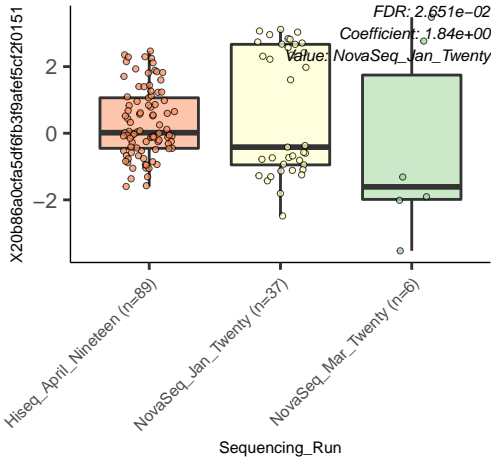 FDR: 2.651e-02
Coefficient: 1.84e+00
Value: NovaSeq_Jan_Twenty
X20b86a0cfa5df6fb3f9afef5cf2f0151
2
0
−2
Hiseq_April_Nineteen (n=89)
NovaSeq_Jan_Twenty (n=37)
NovaSeq_Mar_Twenty (n=6)
Sequencing_Run